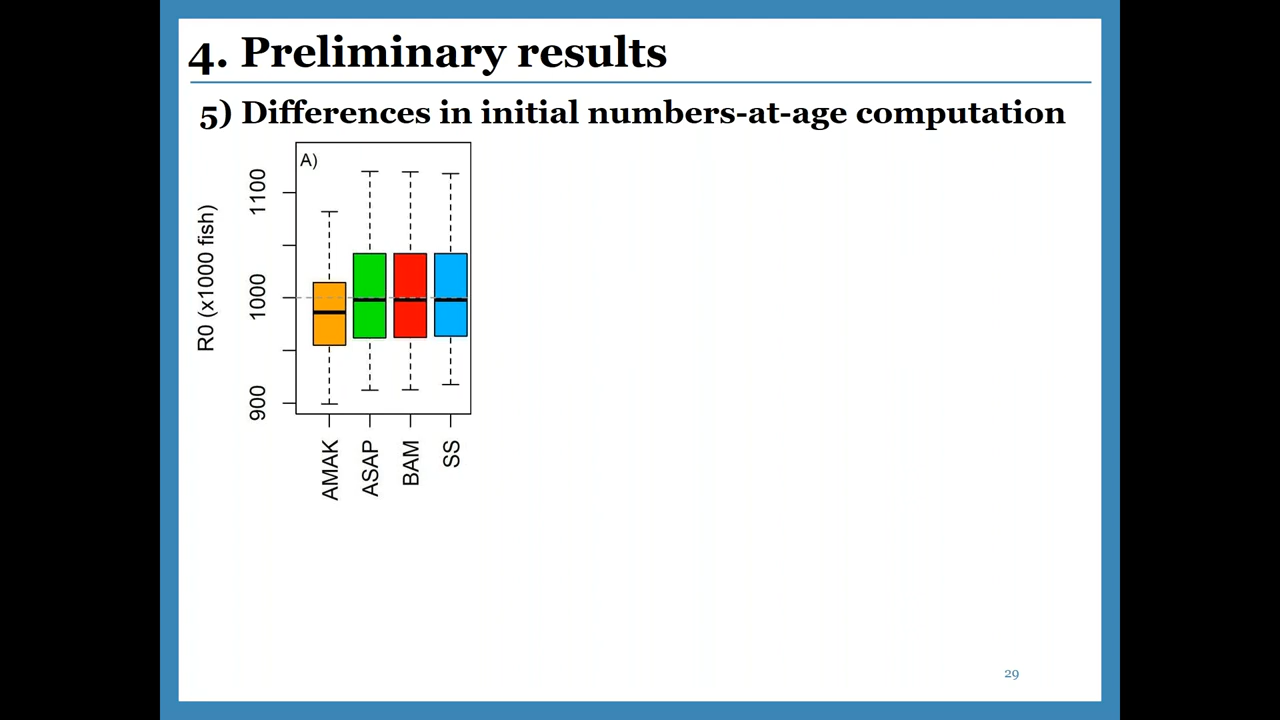 4. Preliminary results
5) Differences in initial numbers-at-age computation
A)
R0 (x1000 fish)
1100
1000
900
AMAK
ASAP
BAM
SS
29